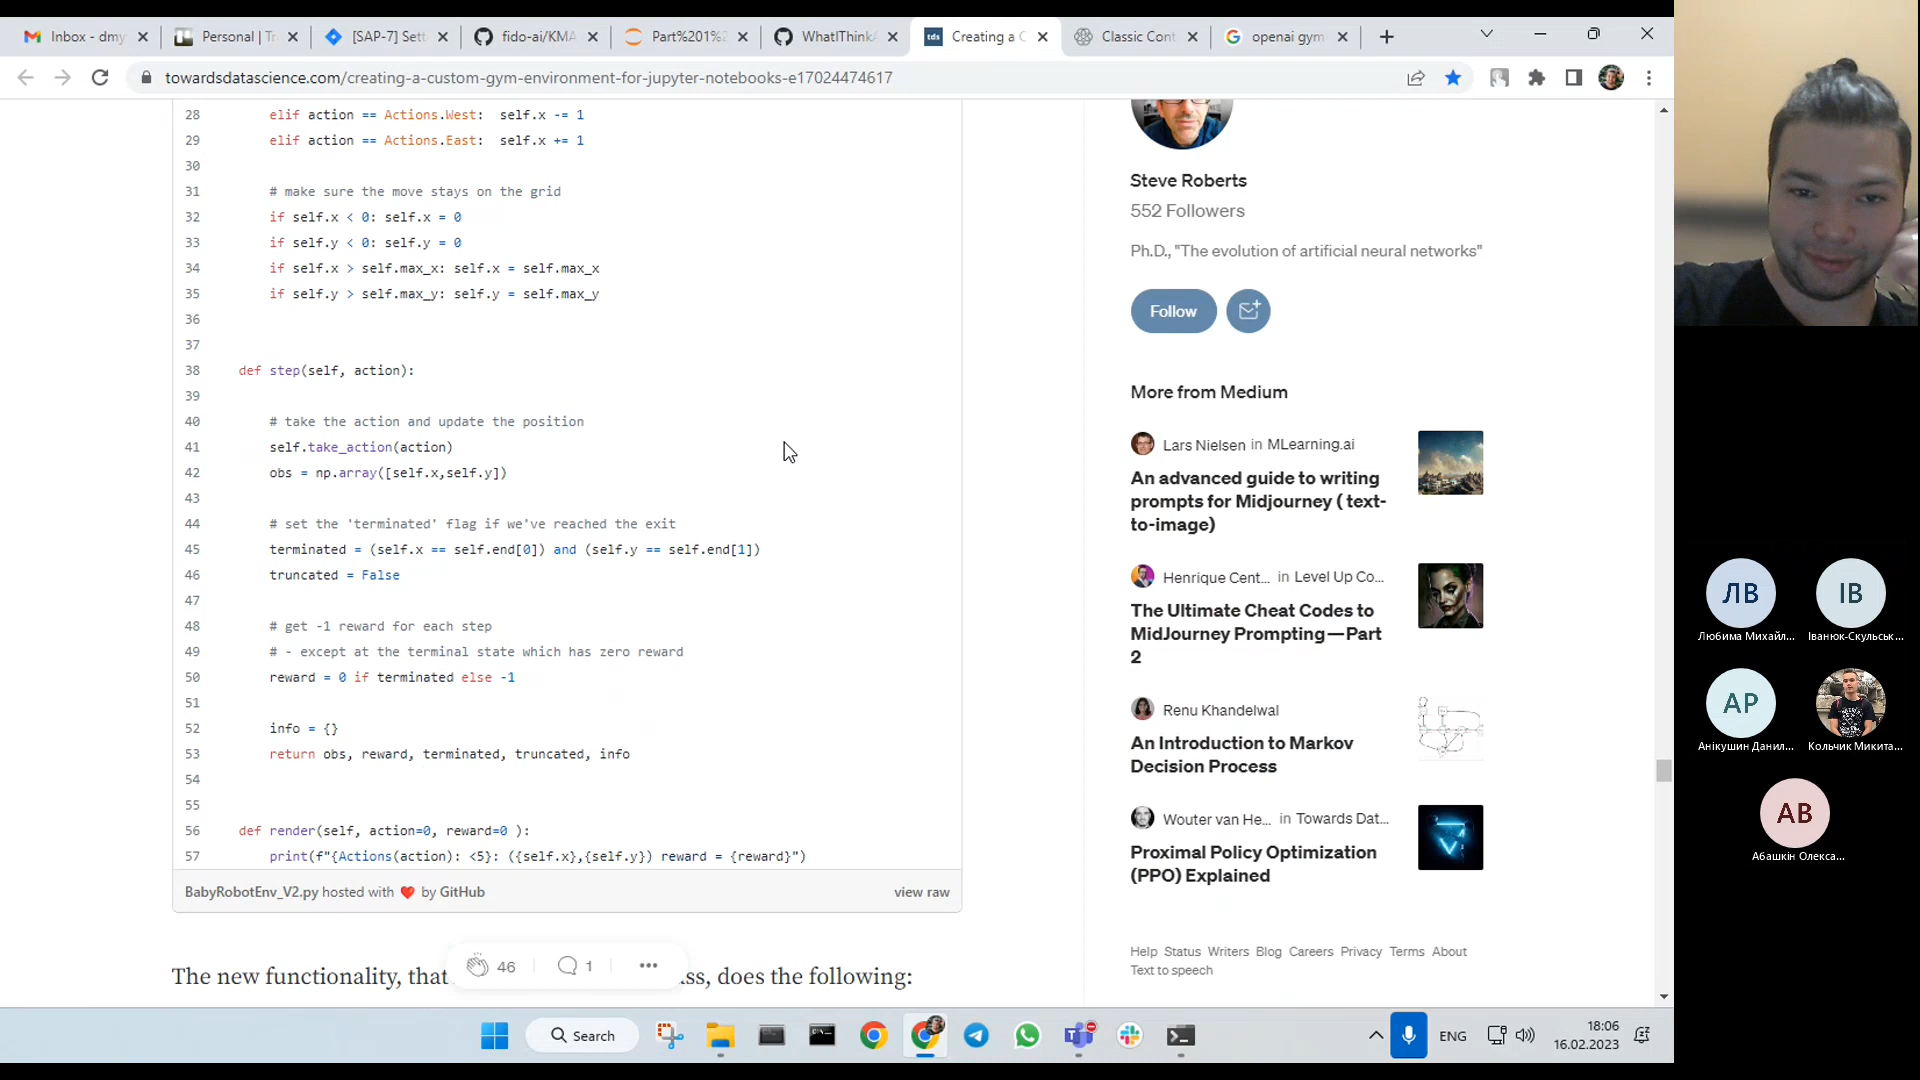 Inbox - dmy
Personal | Tr
[SAP-7] Sett
fido-ai/KMA
Part%201%2
WhatIThink
tds
Creating a C
Classic Cont
openai gym
towardsdatascience.com/creating-a-custom-gym-environment-for-jupyter-notebooks-e17024474617
28 elif action == Actions.West: self.x -= 1
29 elif action == Actions.East: self.x += 1
30
31 # make sure the move stays on the grid
32 if self.x < 0: self.x = 0
33 if self.y < 0: self.y = 0
34 if self.x > self.max_x: self.x = self.max_x
35 if self.y > self.max_y: self.y = self.max_y
36
37
38 def step(self, action):
39
40 # take the action and update the position
41 self.take_action(action)
42 obs = np.array([self.x,self.y])
43
44 # set the 'terminated' flag if we've reached the exit
45 terminated = (self.x == self.end[0]) and (self.y == self.end[1])
46 truncated = False
47
48 # get -1 reward for each step
49 # - except at the terminal state which has zero reward
50 reward = 0 if terminated else -1
51
52 info = {}
53 return obs, reward, terminated, truncated, info
54
55
56 def render(self, action=0, reward=0 ):
57 print(f"{Actions(action): <5}: ({self.x},{self.y}) reward = {reward}")
BabyRobotEnv_V2.py hosted with ❤ by GitHub
view raw
46
1
The new functionality, that
ss, does the following:
Steve Roberts
552 Followers
Ph.D., "The evolution of artificial neural networks"
Follow
More from Medium
Lars Nielsen in MLearning.ai
An advanced guide to writing
prompts for Midjourney ( text-
to-image)
Henrique Cent... in Level Up Co...
The Ultimate Cheat Codes to
MidJourney Prompting — Part
2
Renu Khandelwal
An Introduction to Markov
Decision Process
Wouter van He... in Towards Dat...
Proximal Policy Optimization
(PPO) Explained
Help Status Writers Blog Careers Privacy Terms About
Text to speech
Search
ENG
18:06
16.02.2023
ЛВ
Любима Михайл...
ІВ
Іванюк-Скульськ...
АР
Анікушин Данил...
Кольчик Микита...
АВ
Абашкін Олекса...